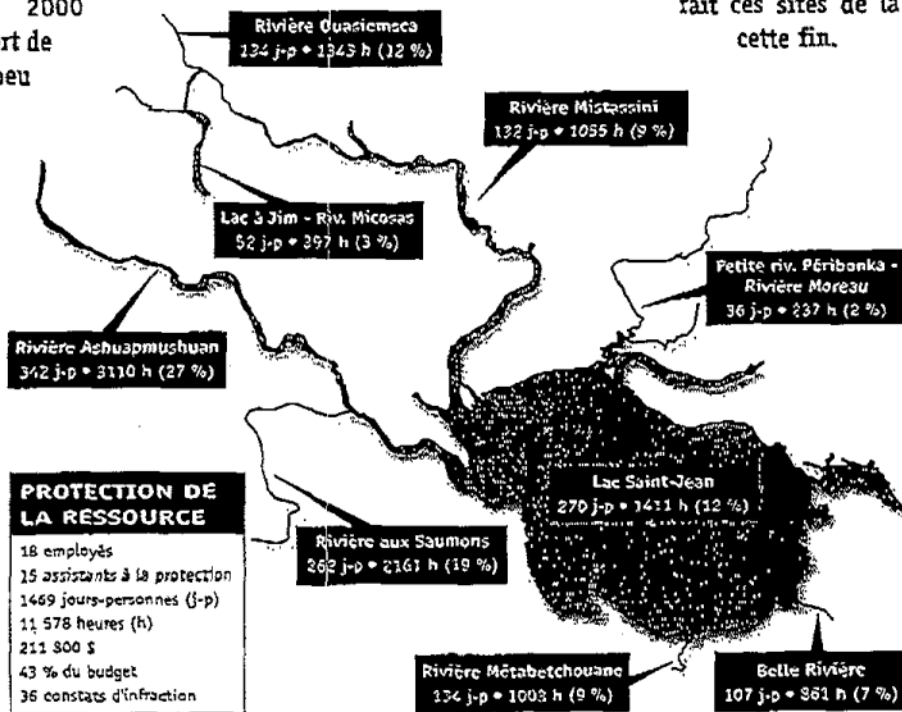 2000
rt de
peu
fait ces sites de la
cette fin.
Rivière Ouasiemsca
134 j-p • 1343 h (12 %)
Rivière Mistassini
132 j-p • 1055 h (9 %)
Lac à Jim - Riv. Micosas
52 j-p • 397 h (3 %)
Petite riv. Péribonka -
Rivière Moreau
36 j-p • 237 h (2 %)
Rivière Ashuapmushuan
342 j-p • 3110 h (27 %)
Lac Saint-Jean
270 j-p • 1411 h (12 %)
Rivière aux Saumons
262 j-p • 2161 h (19 %)
Rivière Métabetchouane
134 j-p • 1003 h (9 %)
Belle Rivière
107 j-p • 861 h (7 %)
PROTECTION DE
LA RESSOURCE
18 employés
15 assistants à la protection
1469 jours-personnes (j-p)
11 578 heures (h)
211 800 $
43 % du budget
36 constats d'infraction